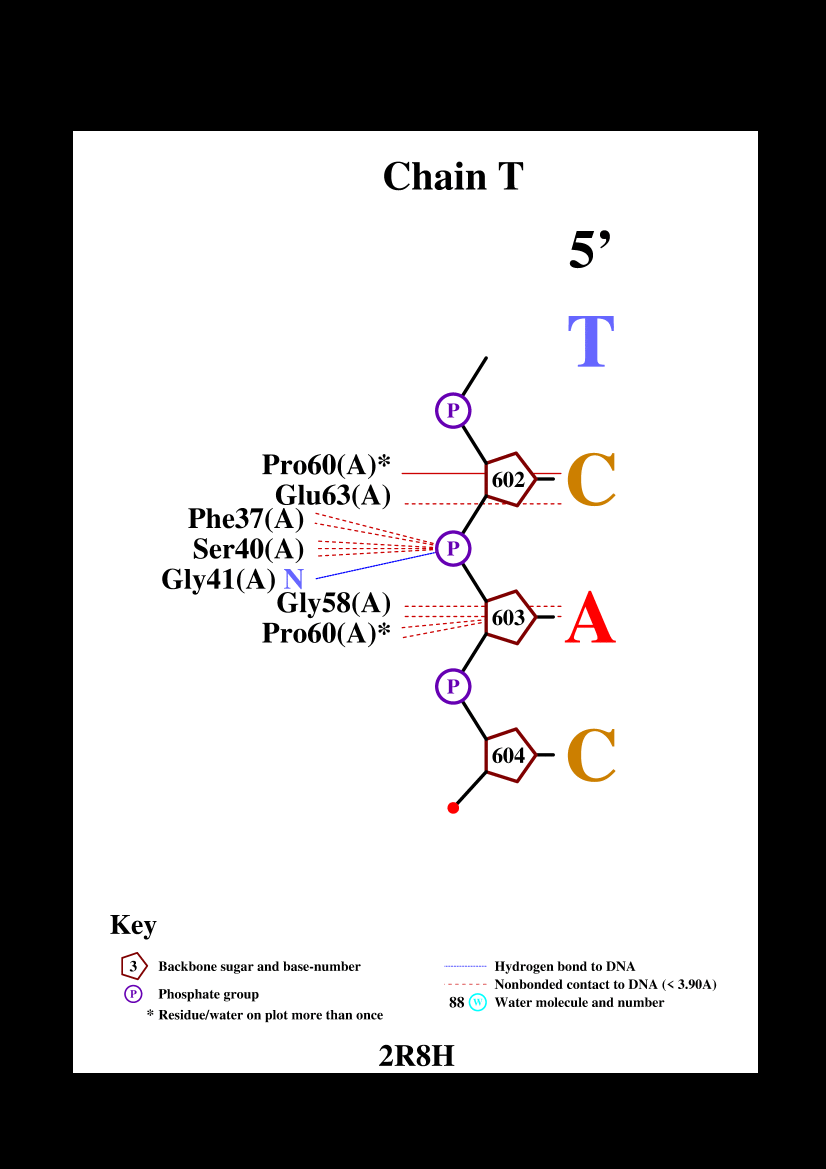 Chain T
5’
T
P
Pro60(A)*
602
C
Glu63(A)
Phe37(A)
Ser40(A)
P
Gly41(A) N
Gly58(A)
603
A
Pro60(A)*
P
604
C
Key
3 Backbone sugar and base-number
P Phosphate group
* Residue/water on plot more than once
Hydrogen bond to DNA
Nonbonded contact to DNA (< 3.90A)
88 W Water molecule and number
2R8H